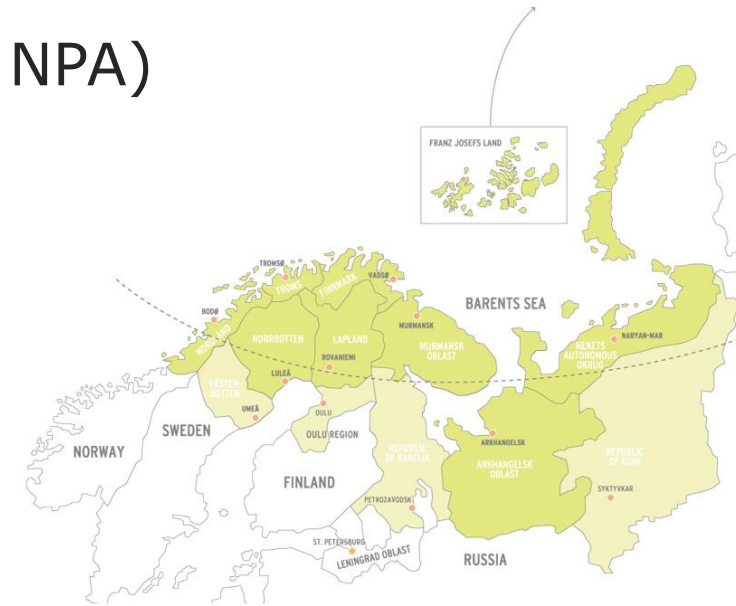 NPA)
FRANZ JOSEFS LAND
TROMSØ
VADSØ
TROMS
FINNMARK
BARENTS SEA
BODØ
NORDLAND
MURMANSK
NORRBOTTEN
LAPLAND
MURMANSK
OBLAST
NARYAN-MAR
NENETS
AUTONOMOUS
OKRUG
ROVANIEMI
LULEÅ
VÄSTER-
BOTTEN
OULU
UMEÅ
SWEDEN
OULU REGION
NORWAY
ARKHANGELSK
REPUBLIC
OF KARELIA
REPUBLIC
OF KOMI
ARKHANGELSK
OBLAST
FINLAND
SYKTYVKAR
PETROZAVODSK
ST. PETERSBURG
LENINGRAD OBLAST
RUSSIA